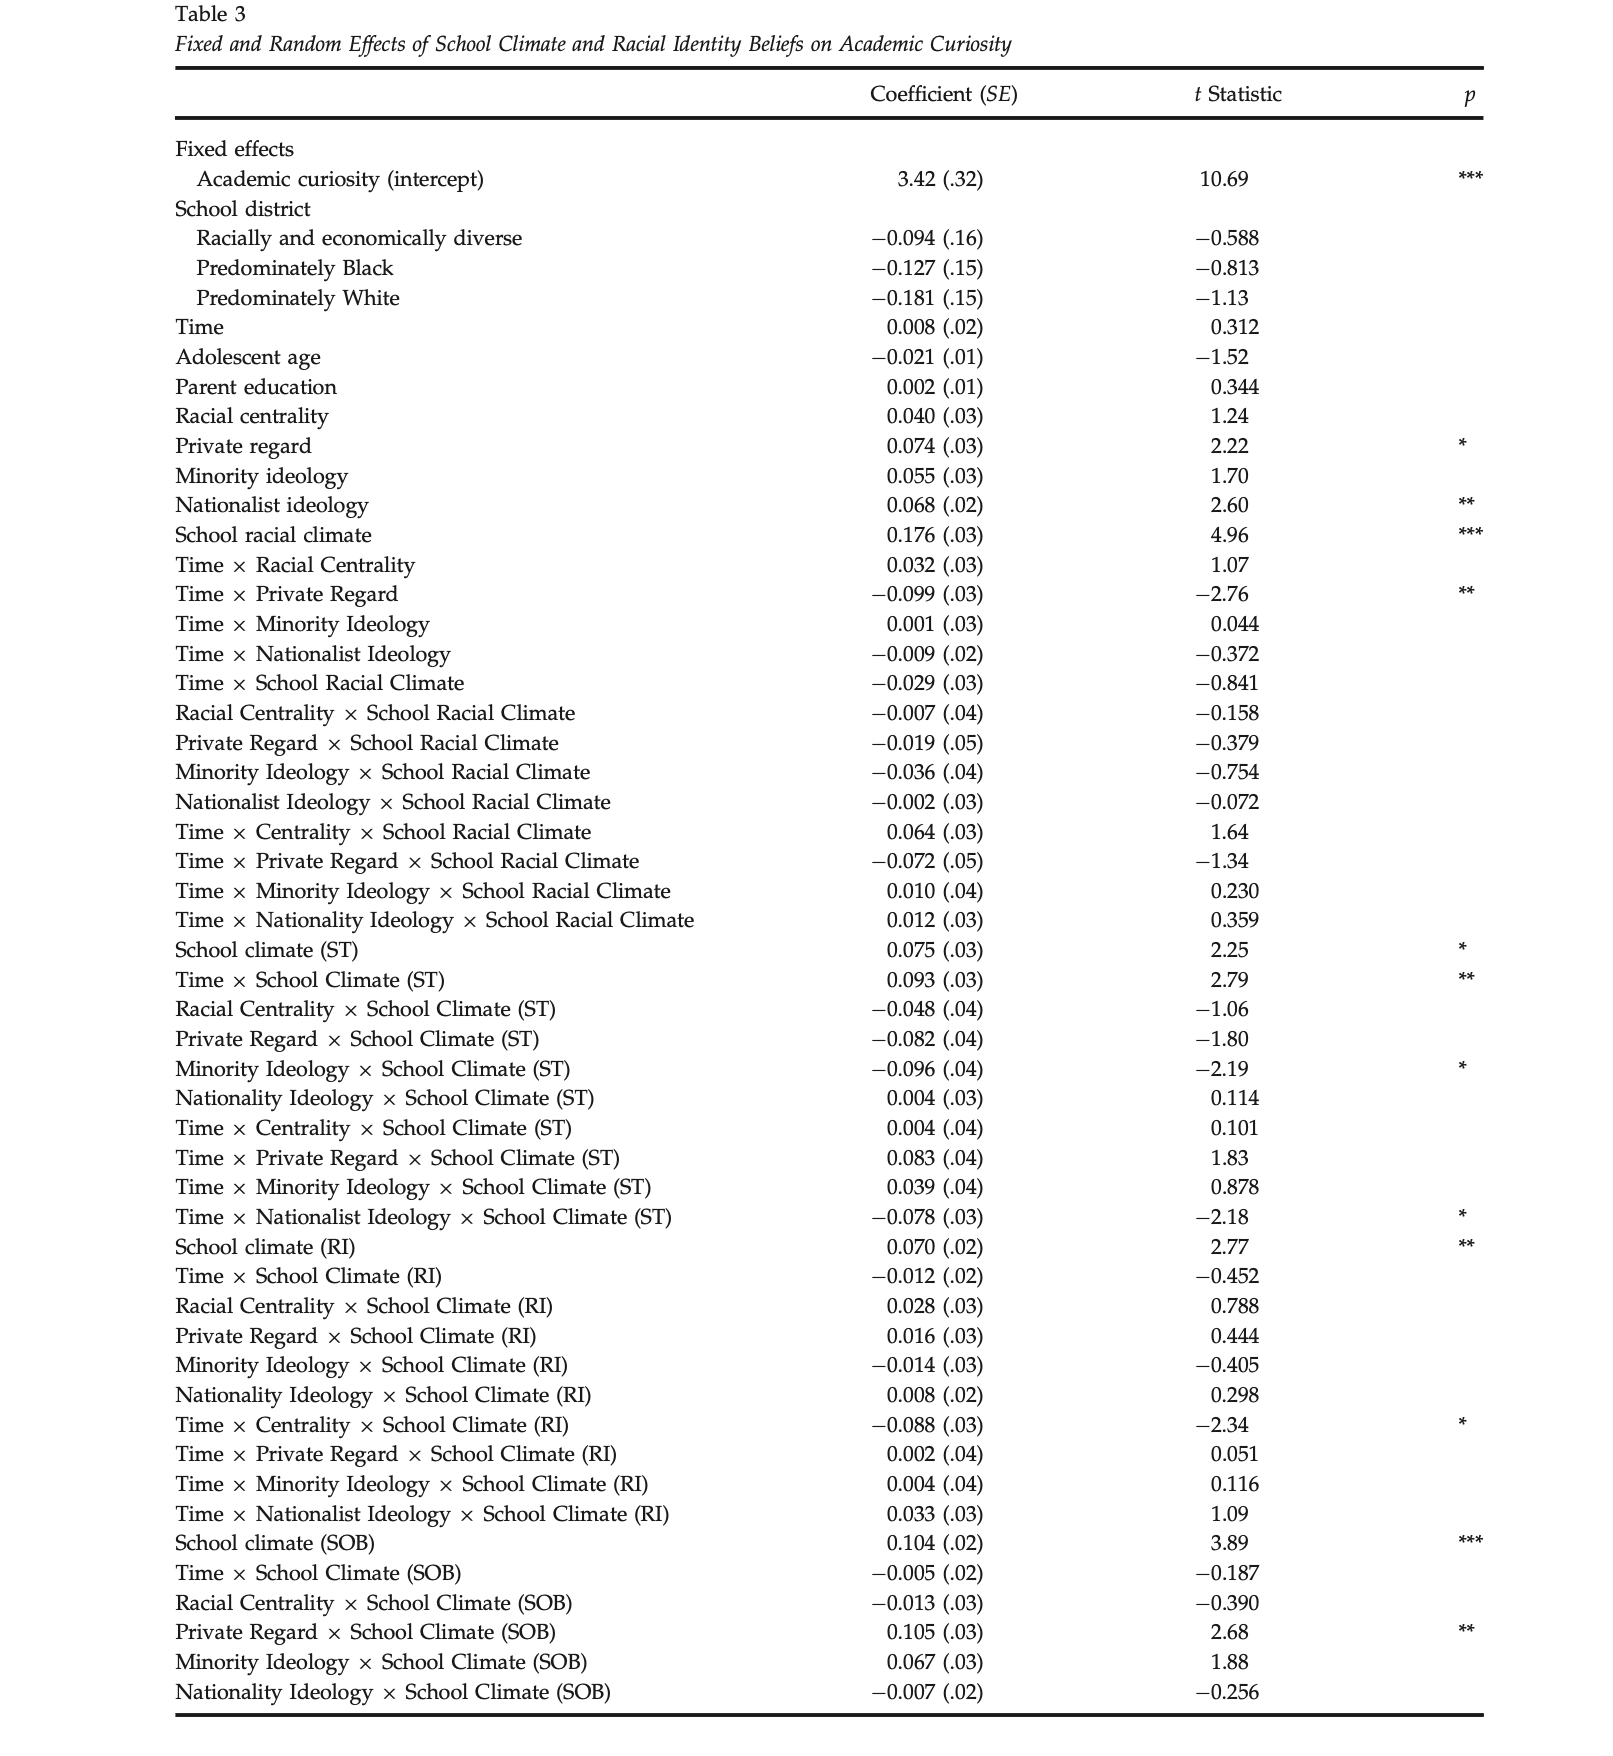 Table 3
Fixed and Random Effects of School Climate and Racial Identity Beliefs on Academic Curiosity
Coefficient (SE) t Statistic p
Fixed effects
Academic curiosity (intercept) 3.42 (.32) 10.69 ***
School district
Racially and economically diverse −0.094 (.16) −0.588
Predominately Black −0.127 (.15) −0.813
Predominately White −0.181 (.15) −1.13
Time 0.008 (.02) 0.312
Adolescent age −0.021 (.01) −1.52
Parent education 0.002 (.01) 0.344
Racial centrality 0.040 (.03) 1.24
Private regard 0.074 (.03) 2.22 *
Minority ideology 0.055 (.03) 1.70
Nationalist ideology 0.068 (.02) 2.60 **
School racial climate 0.176 (.03) 4.96 ***
Time × Racial Centrality 0.032 (.03) 1.07
Time × Private Regard −0.099 (.03) −2.76 **
Time × Minority Ideology 0.001 (.03) 0.044
Time × Nationalist Ideology −0.009 (.02) −0.372
Time × School Racial Climate −0.029 (.03) −0.841
Racial Centrality × School Racial Climate −0.007 (.04) −0.158
Private Regard × School Racial Climate −0.019 (.05) −0.379
Minority Ideology × School Racial Climate −0.036 (.04) −0.754
Nationalist Ideology × School Racial Climate −0.002 (.03) −0.072
Time × Centrality × School Racial Climate 0.064 (.03) 1.64
Time × Private Regard × School Racial Climate −0.072 (.05) −1.34
Time × Minority Ideology × School Racial Climate 0.010 (.04) 0.230
Time × Nationality Ideology × School Racial Climate 0.012 (.03) 0.359
School climate (ST) 0.075 (.03) 2.25 *
Time × School Climate (ST) 0.093 (.03) 2.79 **
Racial Centrality × School Climate (ST) −0.048 (.04) −1.06
Private Regard × School Climate (ST) −0.082 (.04) −1.80
Minority Ideology × School Climate (ST) −0.096 (.04) −2.19 *
Nationality Ideology × School Climate (ST) 0.004 (.03) 0.114
Time × Centrality × School Climate (ST) 0.004 (.04) 0.101
Time × Private Regard × School Climate (ST) 0.083 (.04) 1.83
Time × Minority Ideology × School Climate (ST) 0.039 (.04) 0.878
Time × Nationalist Ideology × School Climate (ST) −0.078 (.03) −2.18 *
School climate (RI) 0.070 (.02) 2.77 **
Time × School Climate (RI) −0.012 (.02) −0.452
Racial Centrality × School Climate (RI) 0.028 (.03) 0.788
Private Regard × School Climate (RI) 0.016 (.03) 0.444
Minority Ideology × School Climate (RI) −0.014 (.03) −0.405
Nationality Ideology × School Climate (RI) 0.008 (.02) 0.298
Time × Centrality × School Climate (RI) −0.088 (.03) −2.34 *
Time × Private Regard × School Climate (RI) 0.002 (.04) 0.051
Time × Minority Ideology × School Climate (RI) 0.004 (.04) 0.116
Time × Nationalist Ideology × School Climate (RI) 0.033 (.03) 1.09
School climate (SOB) 0.104 (.02) 3.89 ***
Time × School Climate (SOB) −0.005 (.02) −0.187
Racial Centrality × School Climate (SOB) −0.013 (.03) −0.390
Private Regard × School Climate (SOB) 0.105 (.03) 2.68 **
Minority Ideology × School Climate (SOB) 0.067 (.03) 1.88
Nationality Ideology × School Climate (SOB) −0.007 (.02) −0.256